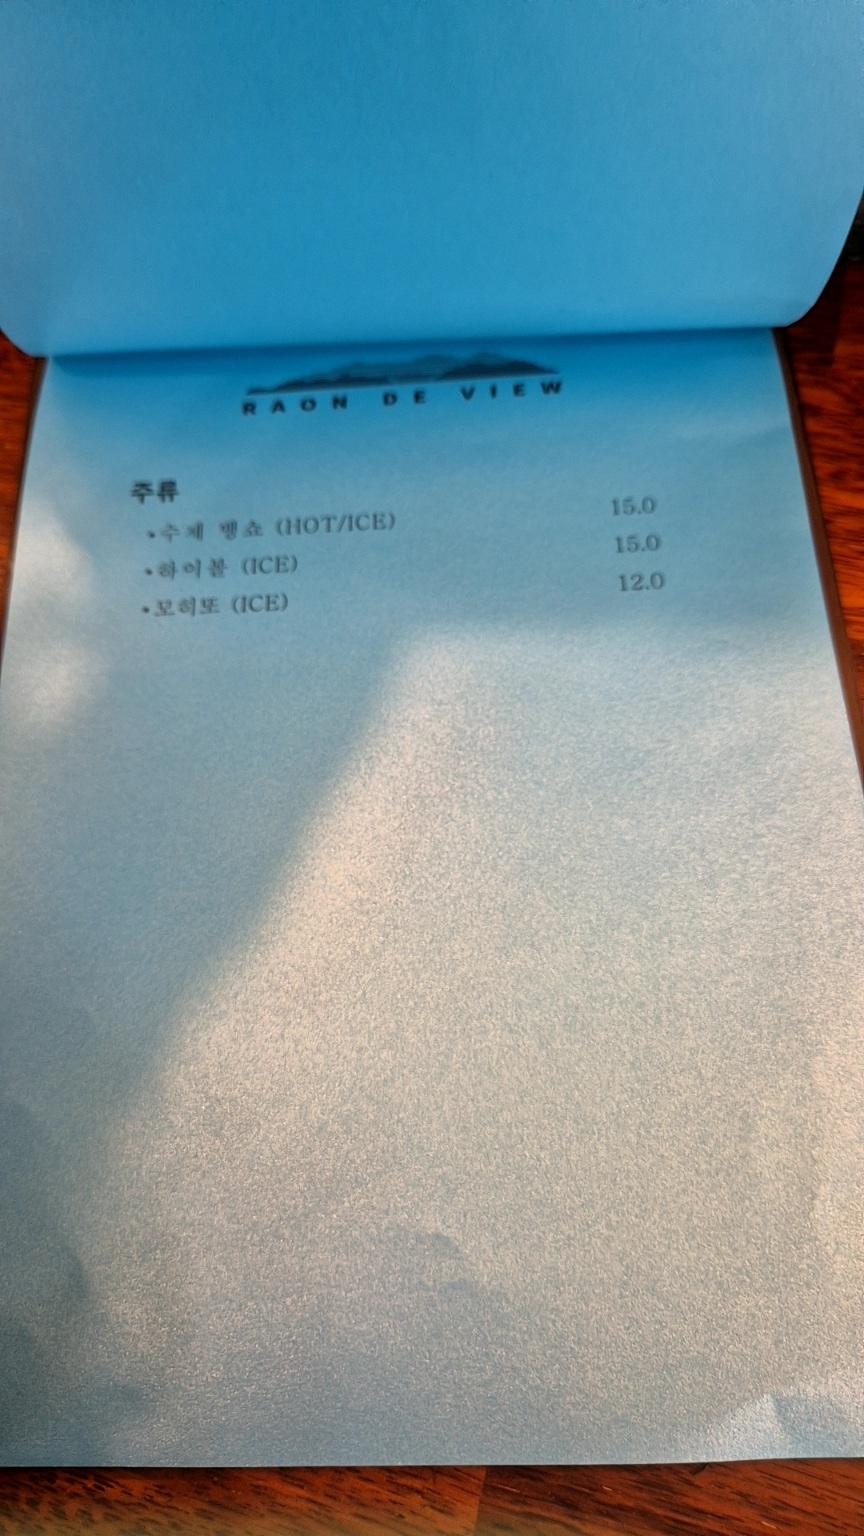 RAON DE VIEW
주류
•수제 뱅쇼 (HOT/ICE) 15.0
•하이볼 (ICE) 15.0
•모히또 (ICE) 12.0